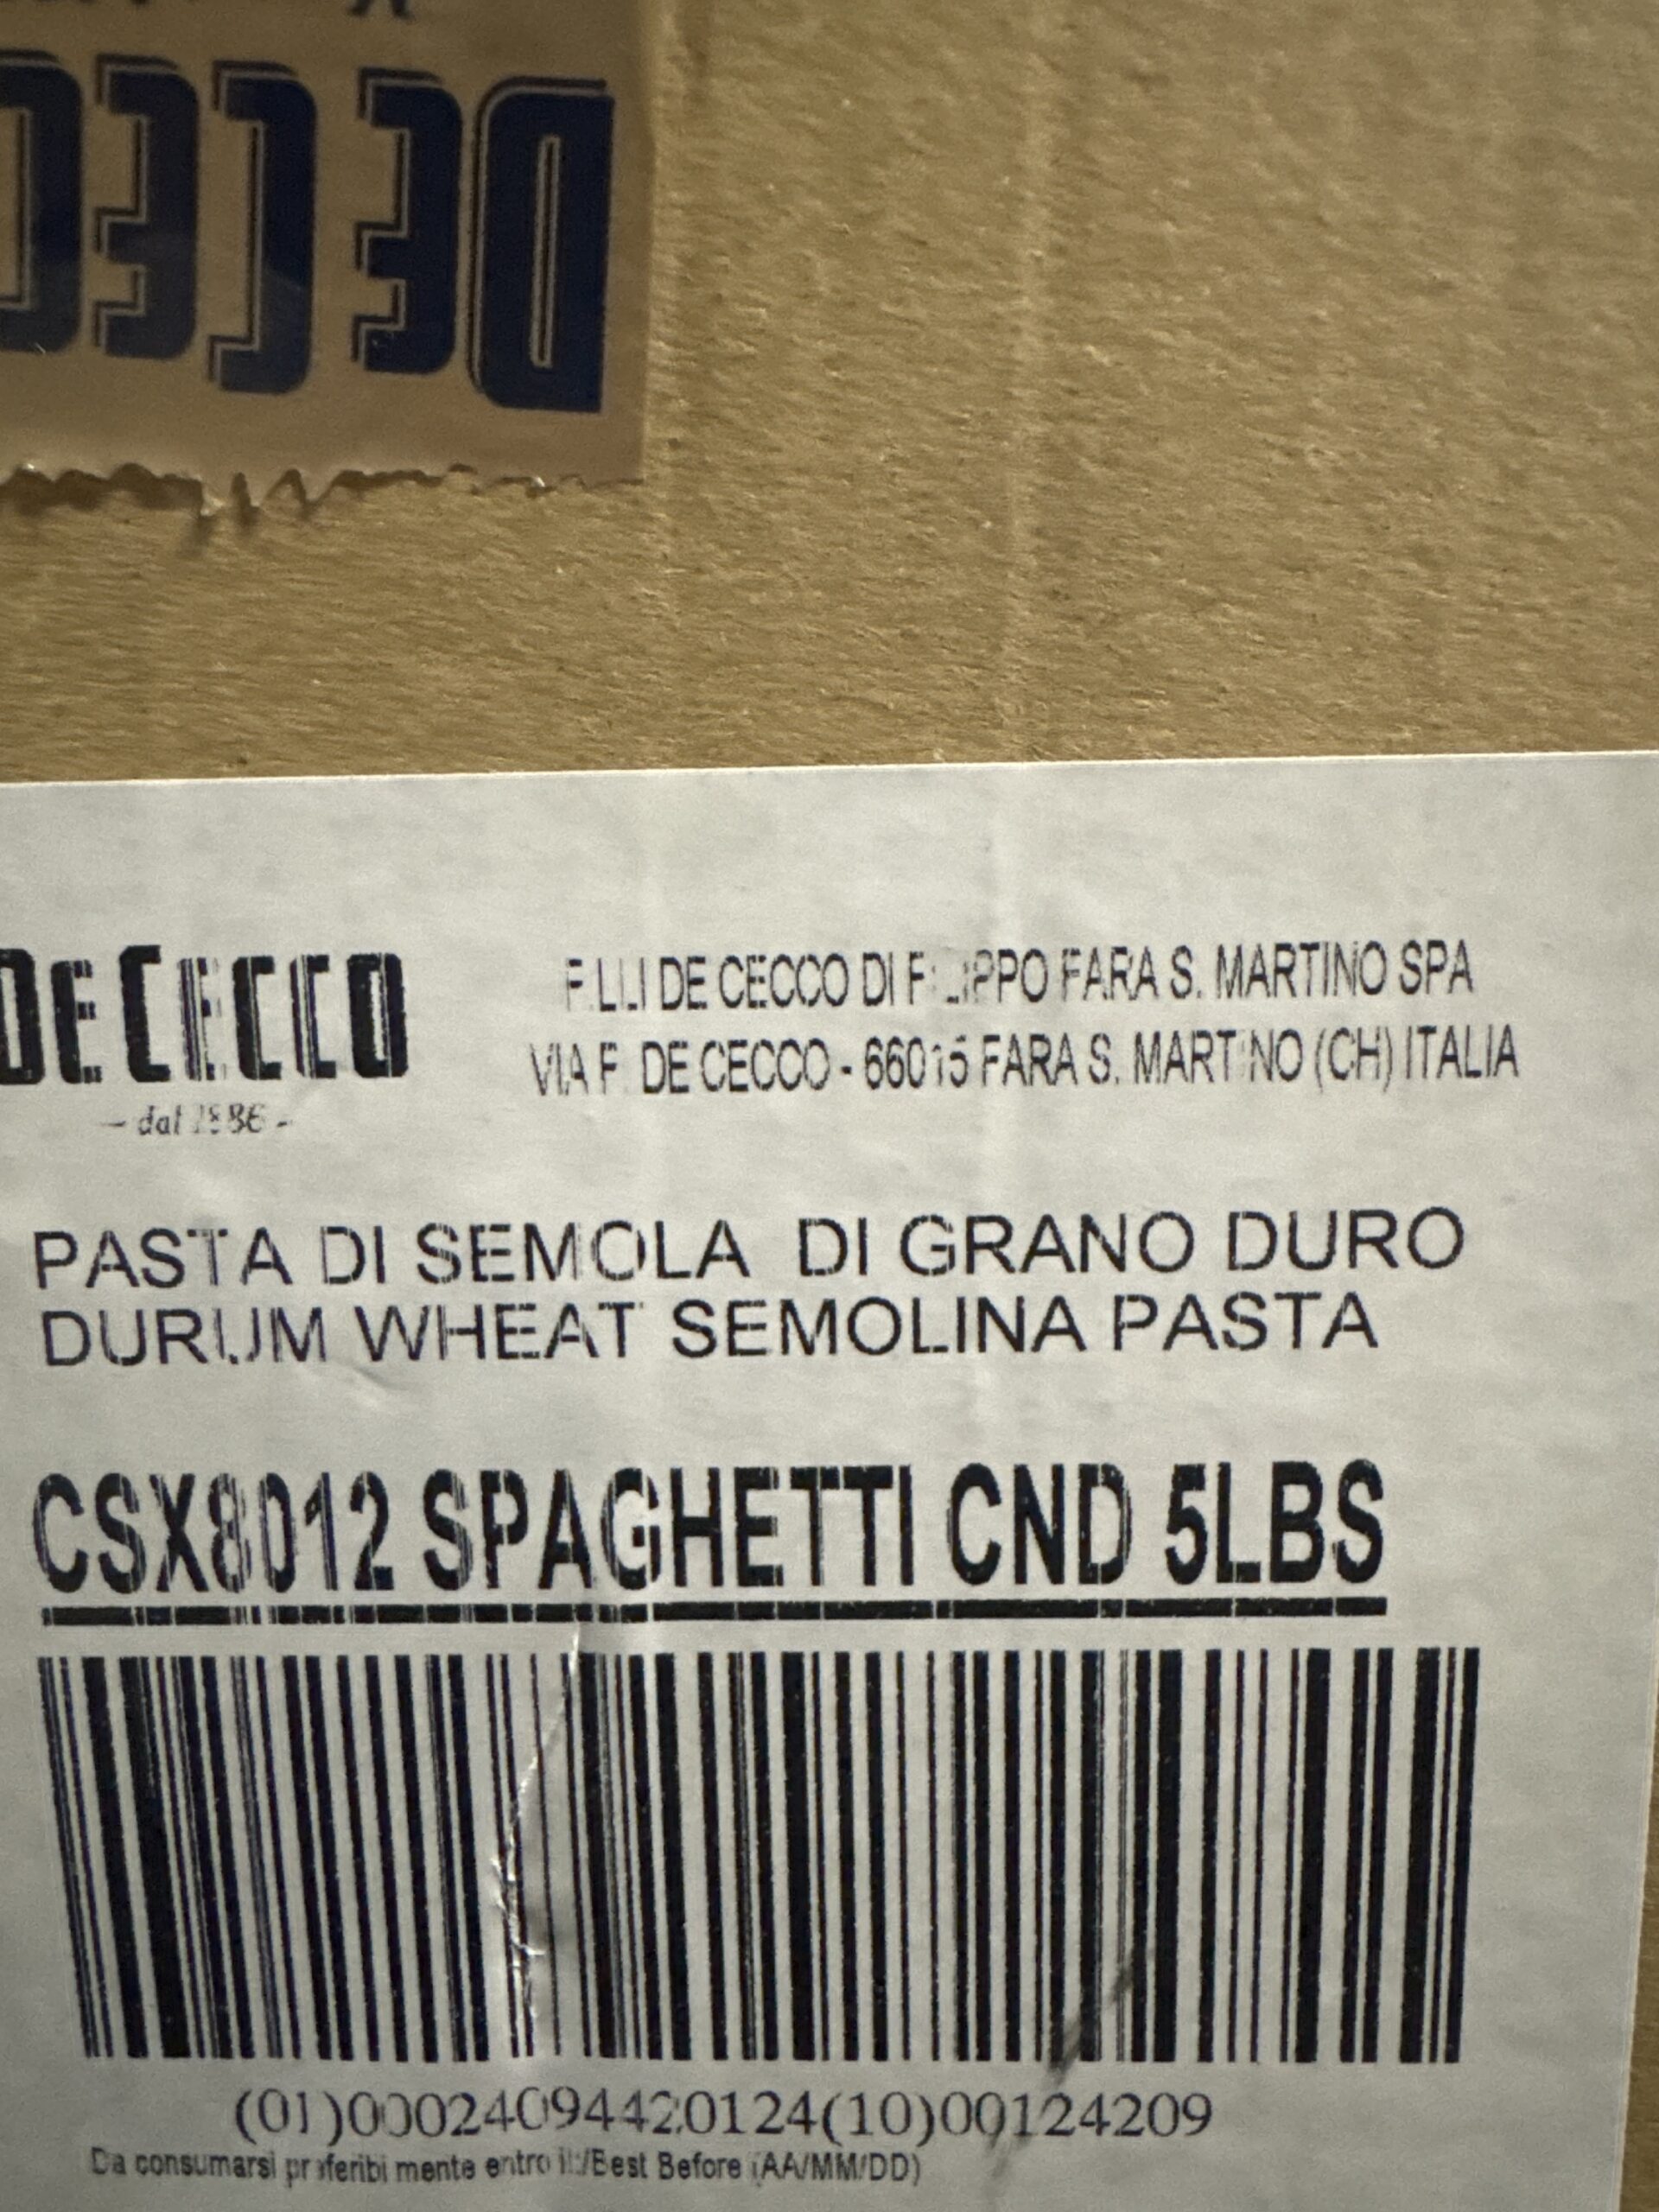 DE CECC
DE CECCO
F.LLI DE CECCO DI FILIPPO FARA S. MARTINO SPA
VIA F. DE CECCO - 66015 FARA S. MARTINO (CH) ITALIA
- dal 1886 -
PASTA DI SEMOLA DI GRANO DURO
DURUM WHEAT SEMOLINA PASTA
CSX8012 SPAGHETTI CND 5LBS
(01)00024094420124(10)00124209
Da consumarsi preferibilmente entro il:/Best Before (AA/MM/DD)